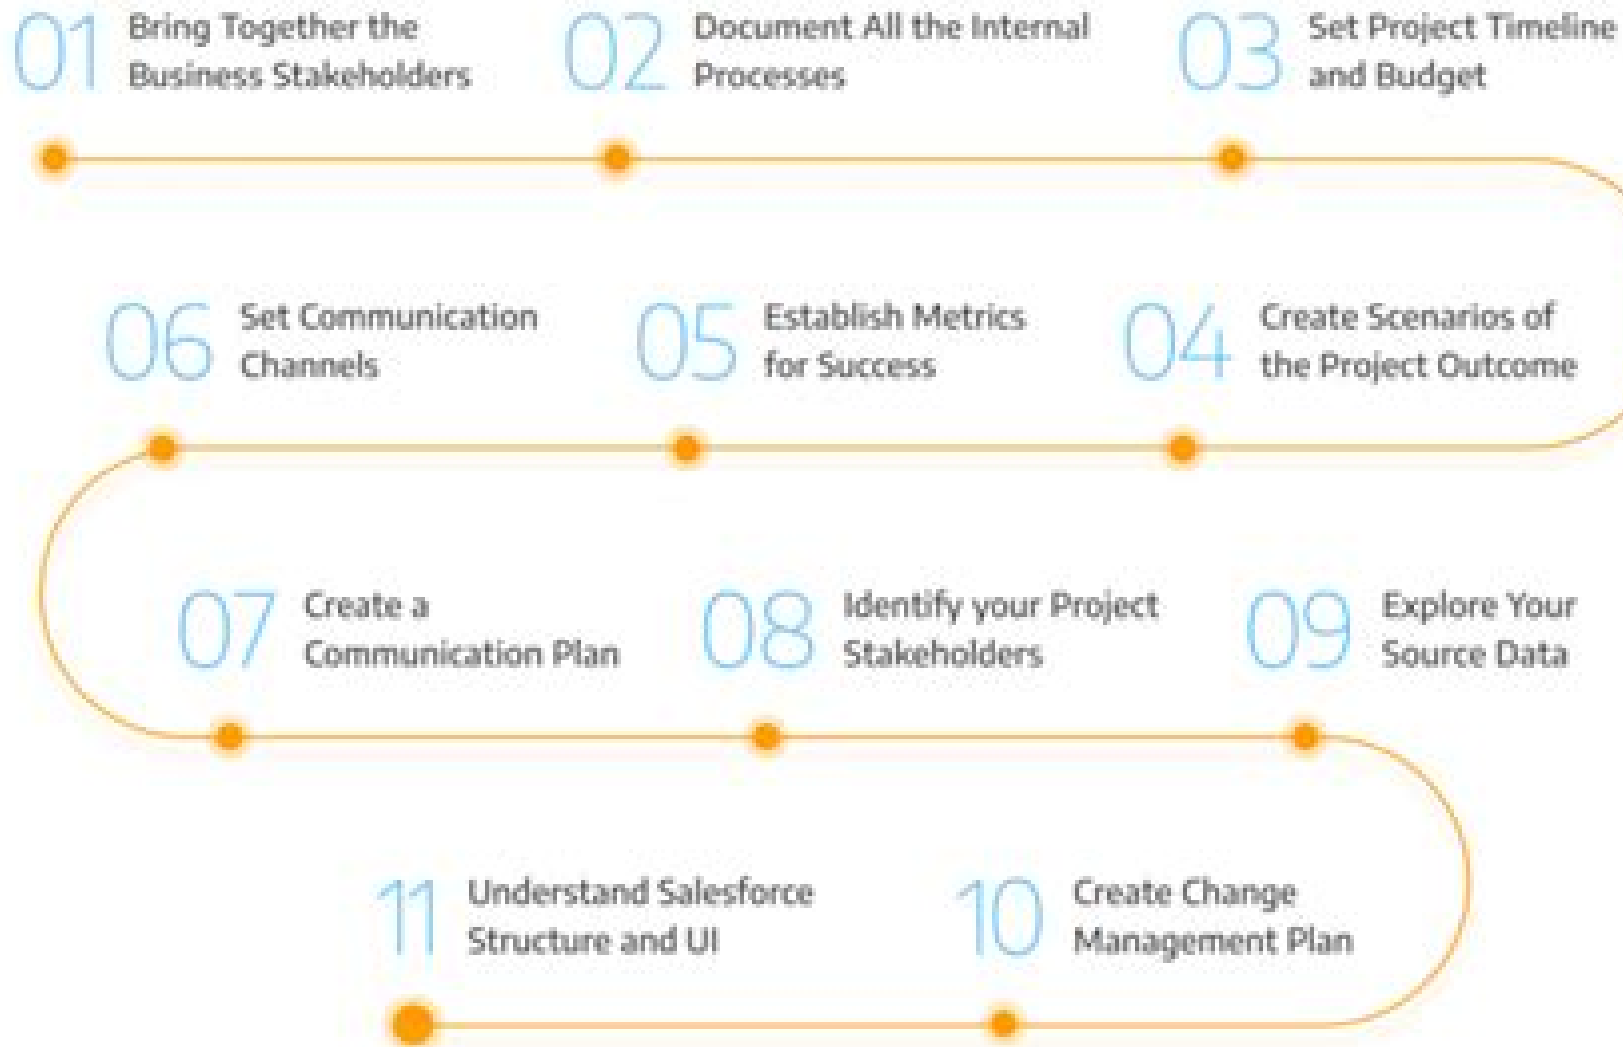 01 Bring Together the
Business Stakeholders
02 Document All the Internal
Processes
03 Set Project Timeline
and Budget
04 Create Scenarios of
the Project Outcome
05 Establish Metrics
for Success
06 Set Communication
Channels
07 Create a
Communication Plan
08 Identify your Project
Stakeholders
09 Explore Your
Source Data
10 Create Change
Management Plan
11 Understand Salesforce
Structure and UI